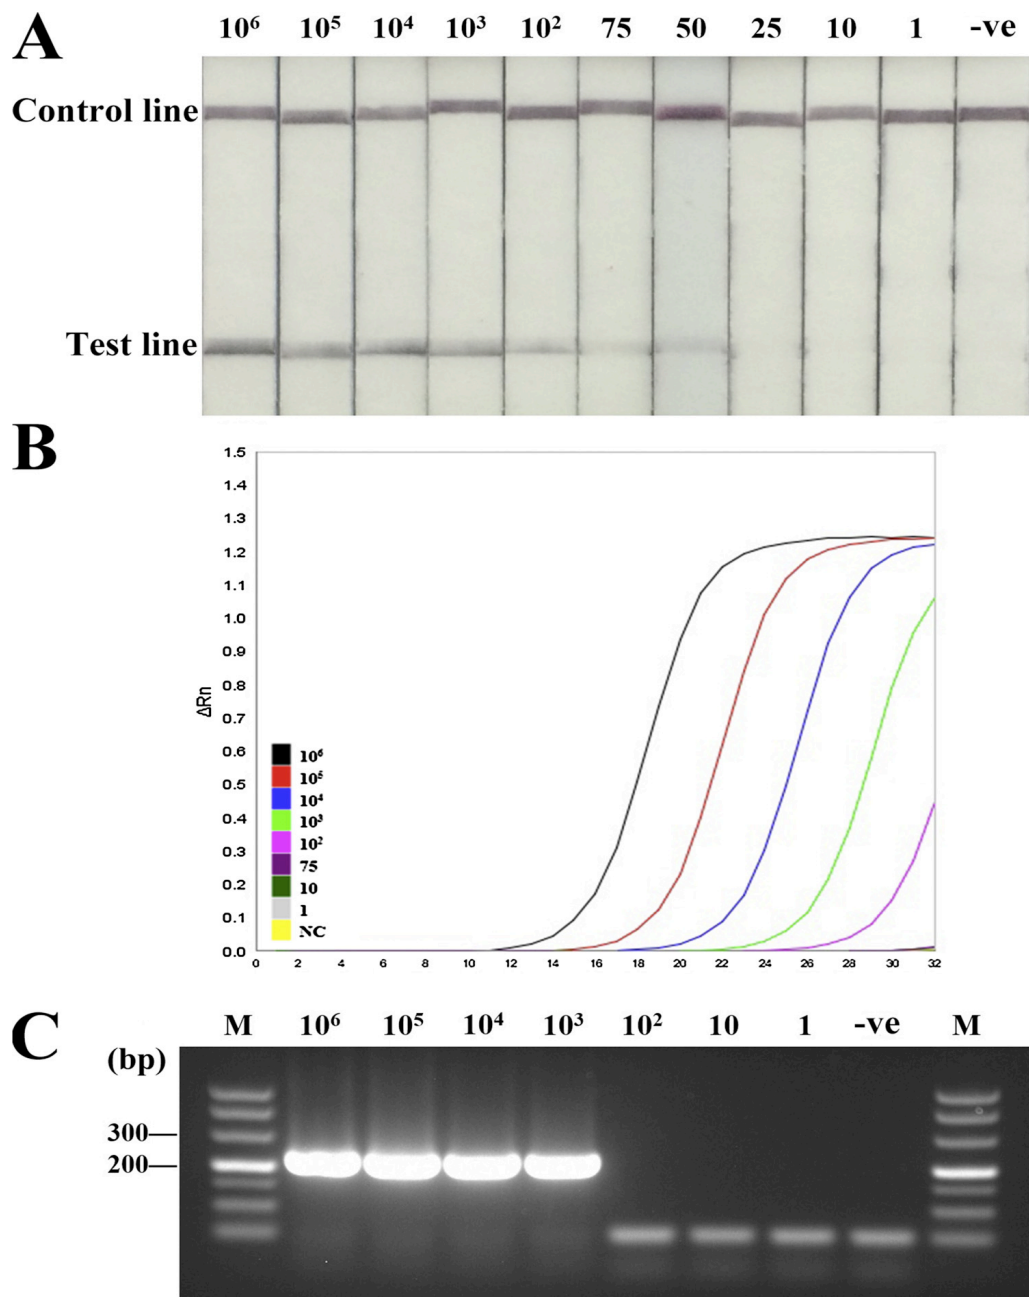 A
10⁶ 10⁵ 10⁴ 10³ 10² 75 50 25 10 1 -ve
Control line
Test line
B
1.5
1.4
1.3
1.2
1.1
1.0
0.9
0.8
0.7
0.6
0.5
0.4
0.3
0.2
0.1
0.0
ΔRn
10⁶
10⁵
10⁴
10³
10²
75
10
1
NC
0 2 4 6 8 10 12 14 16 18 20 22 24 26 28 30 32
C
M 10⁶ 10⁵ 10⁴ 10³ 10² 10 1 -ve M
(bp)
300
200